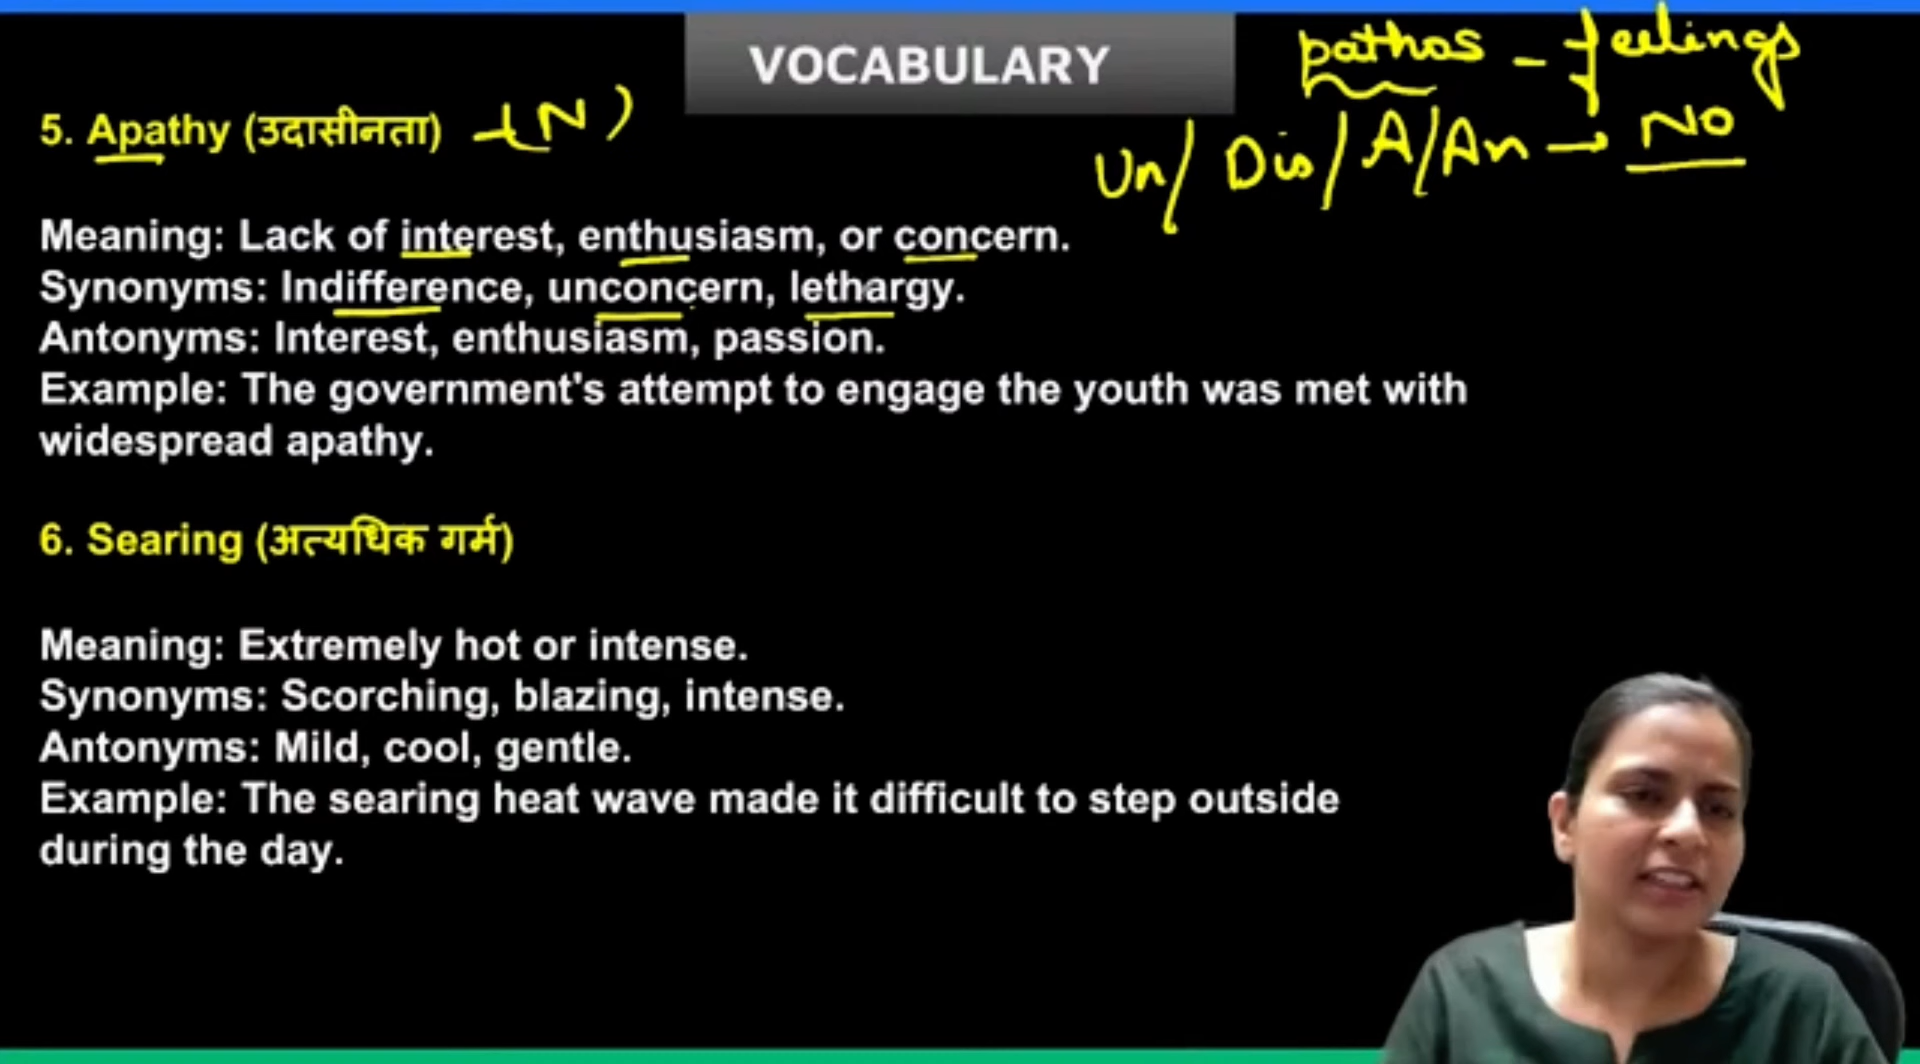 VOCABULARY
pathos - feelings
Un/ Dis/ A/An → No
5. Apathy (उदासीनता) - (N)
Meaning: Lack of interest, enthusiasm, or concern.
Synonyms: Indifference, unconcern, lethargy.
Antonyms: Interest, enthusiasm, passion.
Example: The government's attempt to engage the youth was met with
widespread apathy.
6. Searing (अत्यधिक गर्म)
Meaning: Extremely hot or intense.
Synonyms: Scorching, blazing, intense.
Antonyms: Mild, cool, gentle.
Example: The searing heat wave made it difficult to step outside
during the day.